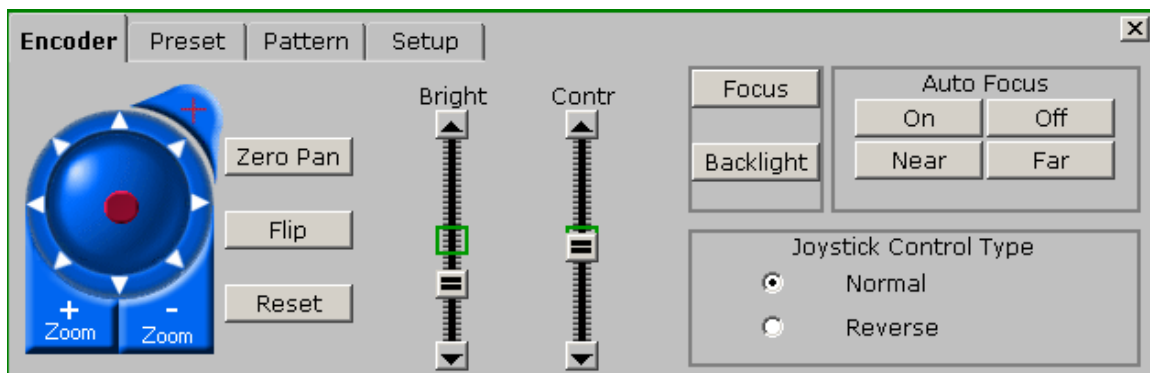 Encoder Preset Pattern Setup
Bright Contr
Zero Pan
Flip
Reset
+ Zoom - Zoom
Focus
Backlight
Auto Focus
On Off
Near Far
Joystick Control Type
Normal
Reverse